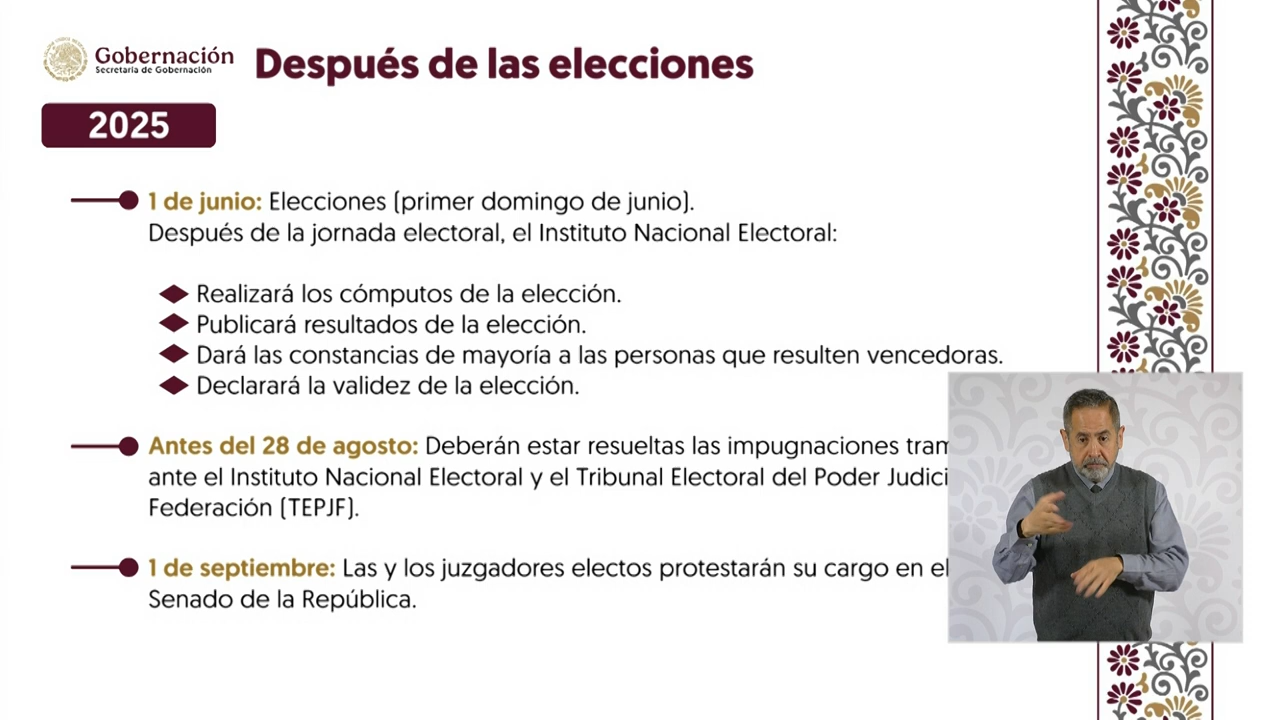 Gobernación
Secretaría de Gobernación
Después de las elecciones
2025
1 de junio: Elecciones (primer domingo de junio).
Después de la jornada electoral, el Instituto Nacional Electoral:
Realizará los cómputos de la elección.
Publicará resultados de la elección.
Dará las constancias de mayoría a las personas que resulten vencedoras.
Declarará la validez de la elección.
Antes del 28 de agosto: Deberán estar resueltas las impugnaciones
ante el Instituto Nacional Electoral y el Tribunal Electoral del Poder
Federación (TEPJF).
1 de septiembre: Las y los juzgadores electos protestarán su cargo en el
Senado de la República.